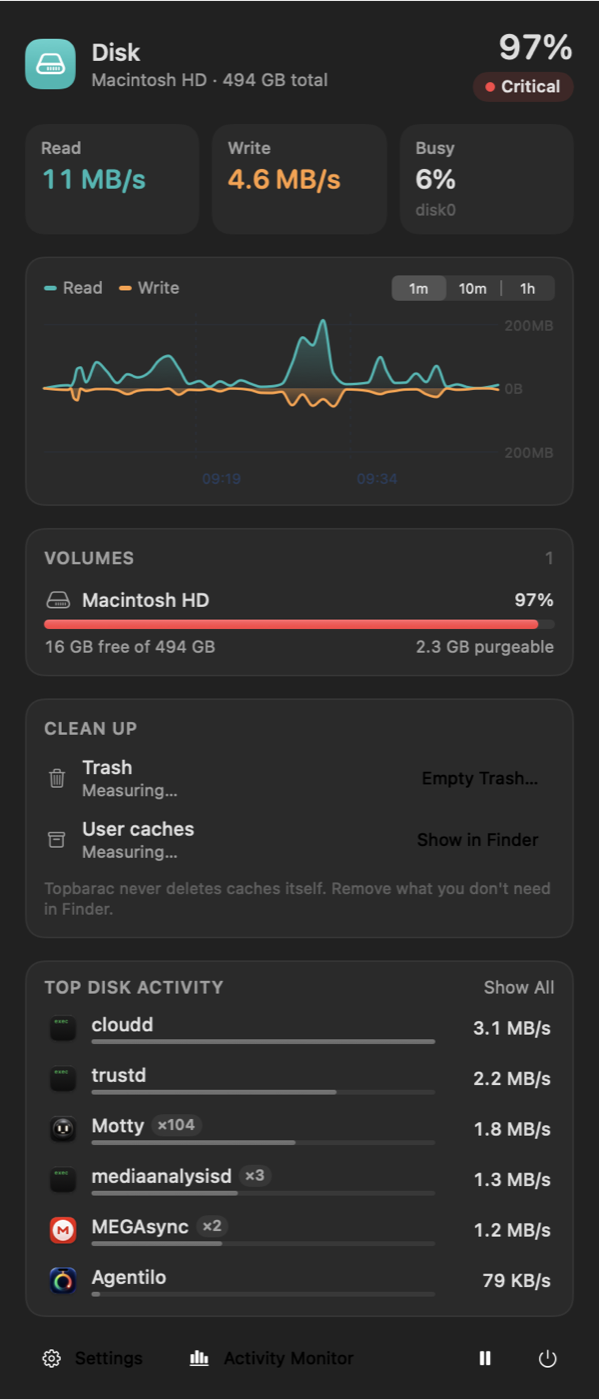 Disk
Macintosh HD · 494 GB total
97%
Critical
Read
11 MB/s
Write
4.6 MB/s
Busy
6%
disk0
Read
Write
1m
10m
1h
200MB
0B
200MB
09:19
09:34
VOLUMES
1
Macintosh HD
97%
16 GB free of 494 GB
2.3 GB purgeable
CLEAN UP
Trash
Measuring...
Empty Trash...
User caches
Measuring...
Show in Finder
Topbarac never deletes caches itself. Remove what you don't need
in Finder.
TOP DISK ACTIVITY
Show All
cloudd
3.1 MB/s
trustd
2.2 MB/s
Motty ×104
1.8 MB/s
mediaanalysisd ×3
1.3 MB/s
MEGAsync ×2
1.2 MB/s
Agentilo
79 KB/s
Settings
Activity Monitor